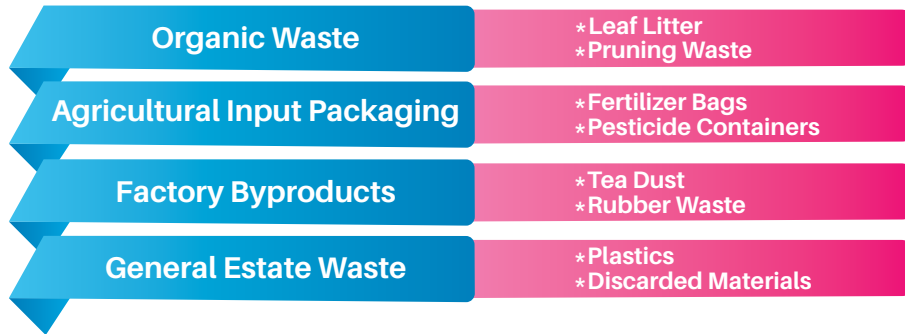 Organic Waste
*Leaf Litter
*Pruning Waste
Agricultural Input Packaging
*Fertilizer Bags
*Pesticide Containers
Factory Byproducts
*Tea Dust
*Rubber Waste
General Estate Waste
*Plastics
*Discarded Materials